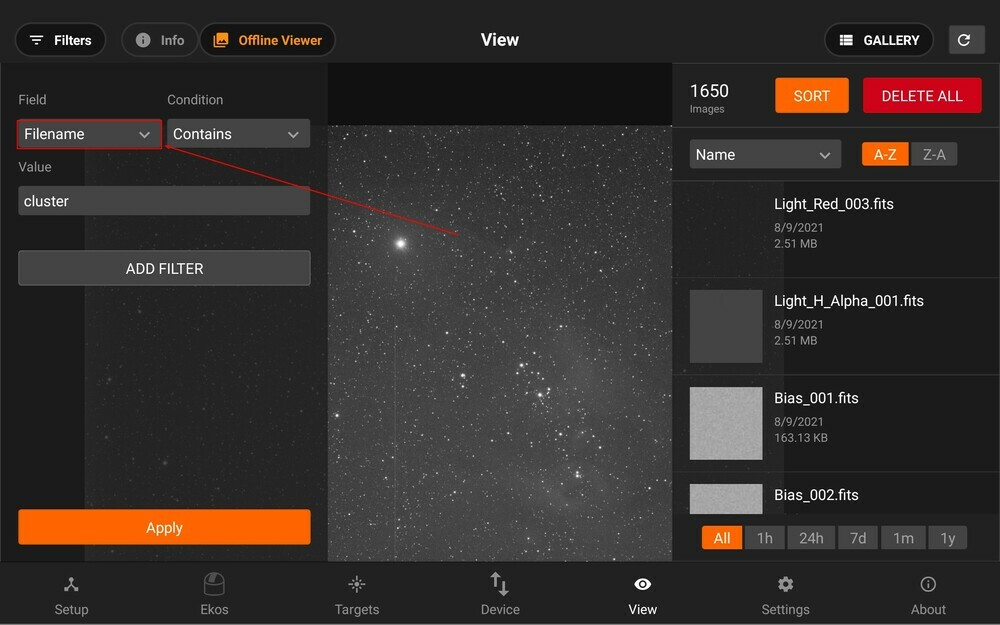 Filters
Info
Offline Viewer
View
GALLERY
Field
Condition
Filename
Contains
Value
cluster
ADD FILTER
Apply
1650
Images
SORT
DELETE ALL
Name
A-Z
Z-A
Light_Red_003.fits
8/9/2021
2.51 MB
Light_H_Alpha_001.fits
8/9/2021
2.51 MB
Bias_001.fits
8/9/2021
163.13 KB
Bias_002.fits
All
1h
24h
7d
1m
1y
Setup
Ekos
Targets
Device
View
Settings
About